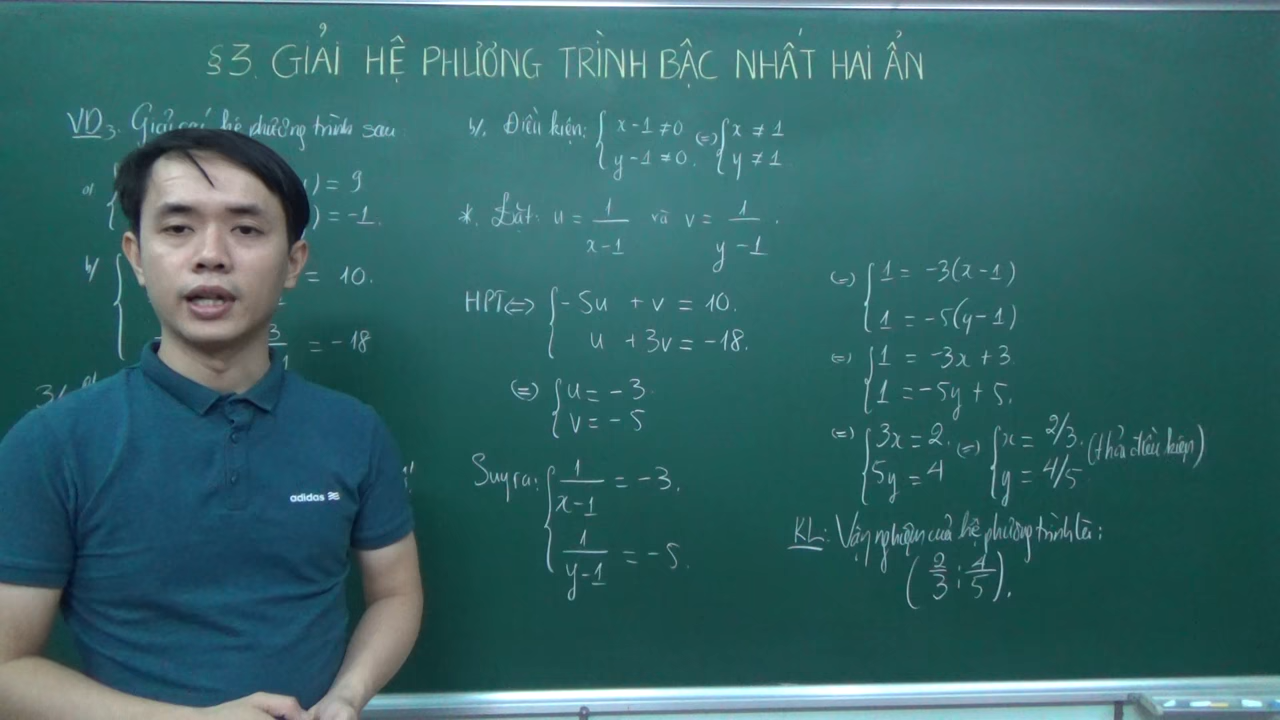 §3. GIẢI HỆ PHƯƠNG TRÌNH BẬC NHẤT HAI ẨN
VD3. Giải các hệ phương trình sau
a) ) = 9
) = -1.
b/ = 10.
3 = -18
3/ a)
b/. Điều kiện: { x-1 ≠ 0 (=) { x ≠ 1
y-1 ≠ 0. y ≠ 1
*. Đặt: u = 1/(x-1) và v = 1/(y-1).
HPT <=> { -5u + v = 10.
u + 3v = -18.
(=) { u = -3
v = -5
Suy ra: { 1/(x-1) = -3.
1/(y-1) = -5.
(=) { 1 = -3(x-1)
1 = -5(y-1)
(=) { 1 = -3x + 3
1 = -5y + 5.
(=) { 3x = 2. (=) { x = 2/3. (thỏa điều kiện)
5y = 4 y = 4/5
KL: Vậy nghiệm của hệ phương trình là:
(2/3; 4/5).
adidas